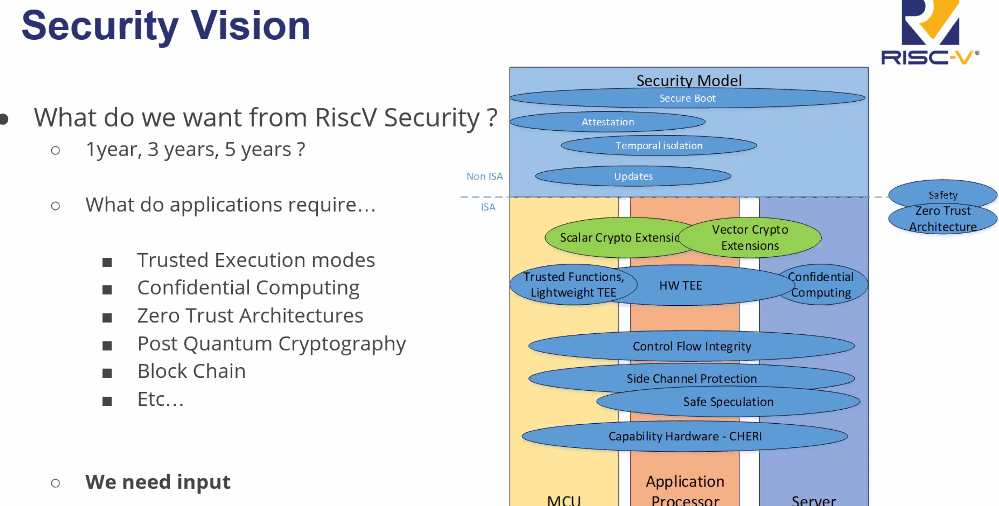 Security Vision
RISC-V®
What do we want from RiscV Security ?
1year, 3 years, 5 years ?
What do applications require…
Trusted Execution modes
Confidential Computing
Zero Trust Architectures
Post Quantum Cryptography
Block Chain
Etc…
We need input
Security Model
Secure Boot
Attestation
Temporal isolation
Updates
Non ISA
ISA
Safety
Zero Trust
Architecture
Scalar Crypto Extensio
Vector Crypto
Extensions
Trusted Functions,
Lightweight TEE
HW TEE
Confidential
Computing
Control Flow Integrity
Side Channel Protection
Safe Speculation
Capability Hardware - CHERI
MCU
Application
Processor
Server